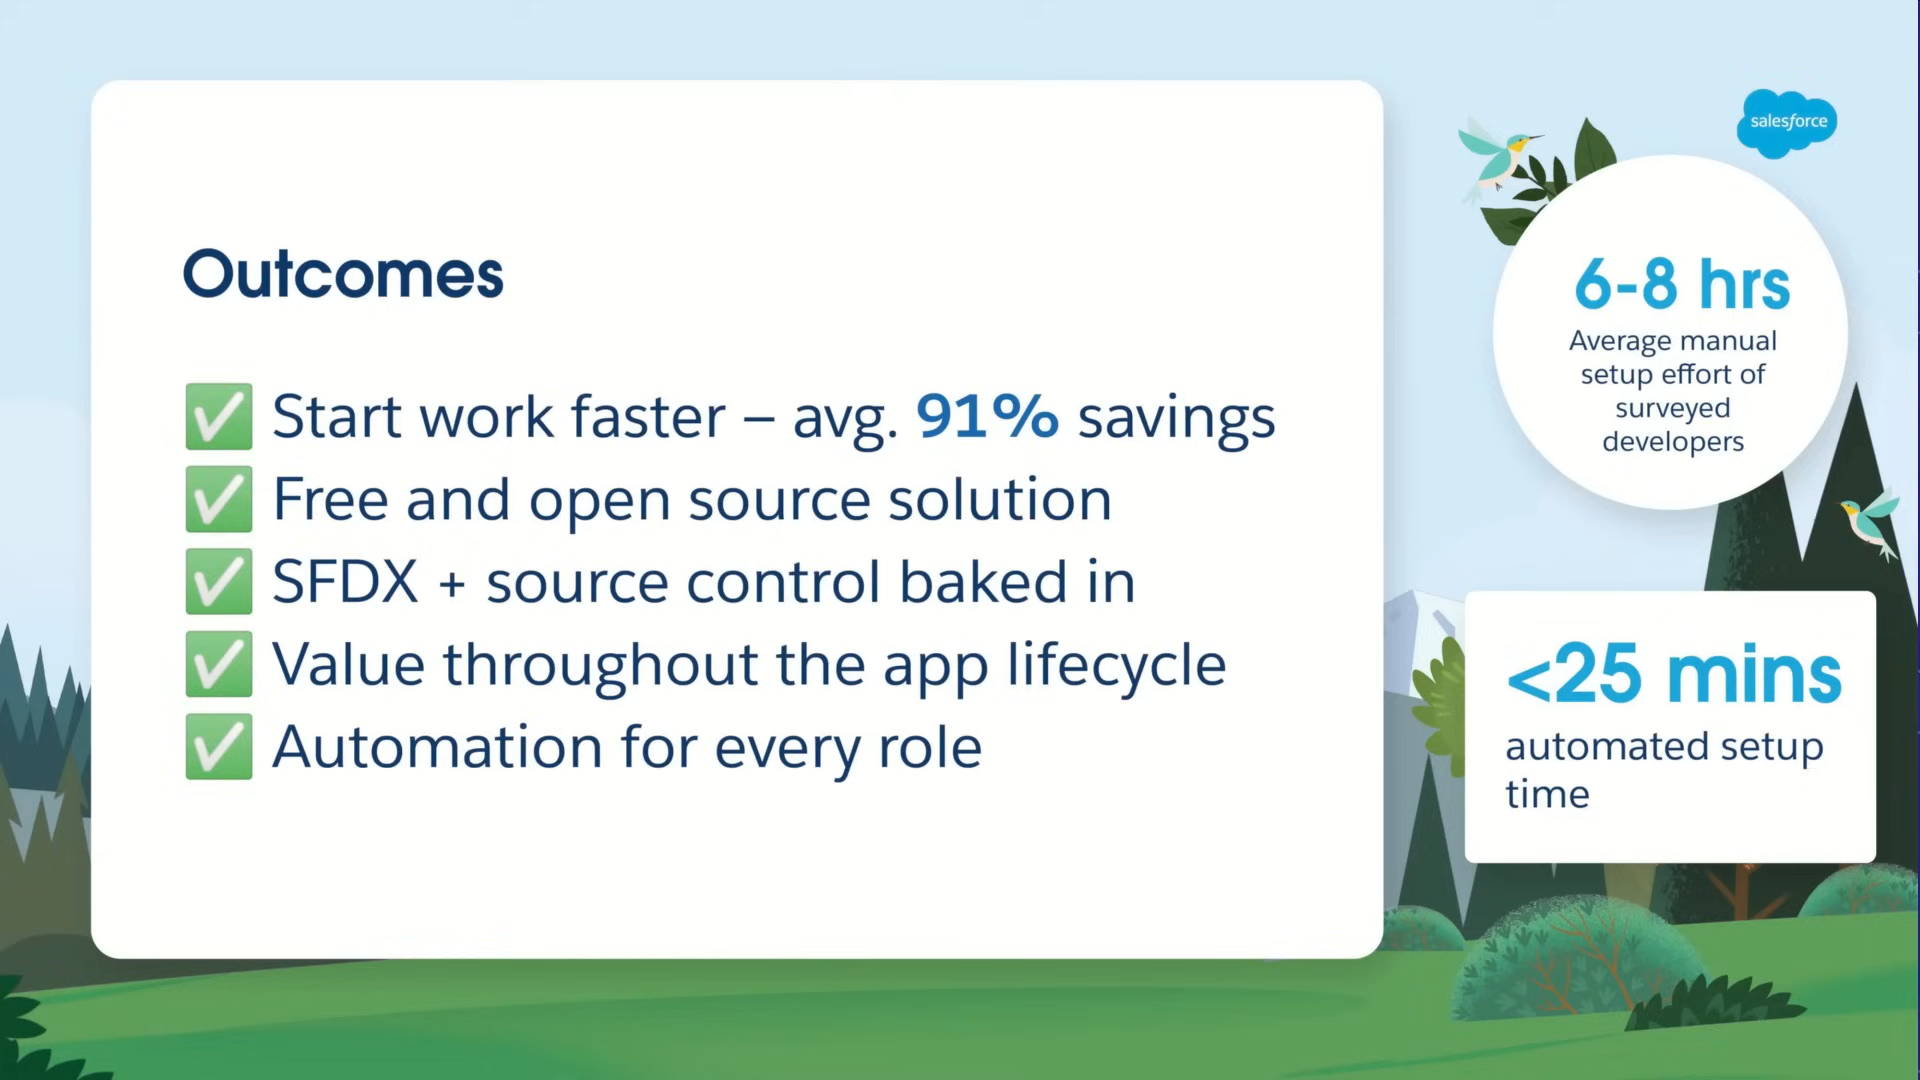 Outcomes
✅ Start work faster – avg. 91% savings
✅ Free and open source solution
✅ SFDX + source control baked in
✅ Value throughout the app lifecycle
✅ Automation for every role
salesforce
6-8 hrs
Average manual
setup effort of
surveyed
developers
<25 mins
automated setup
time